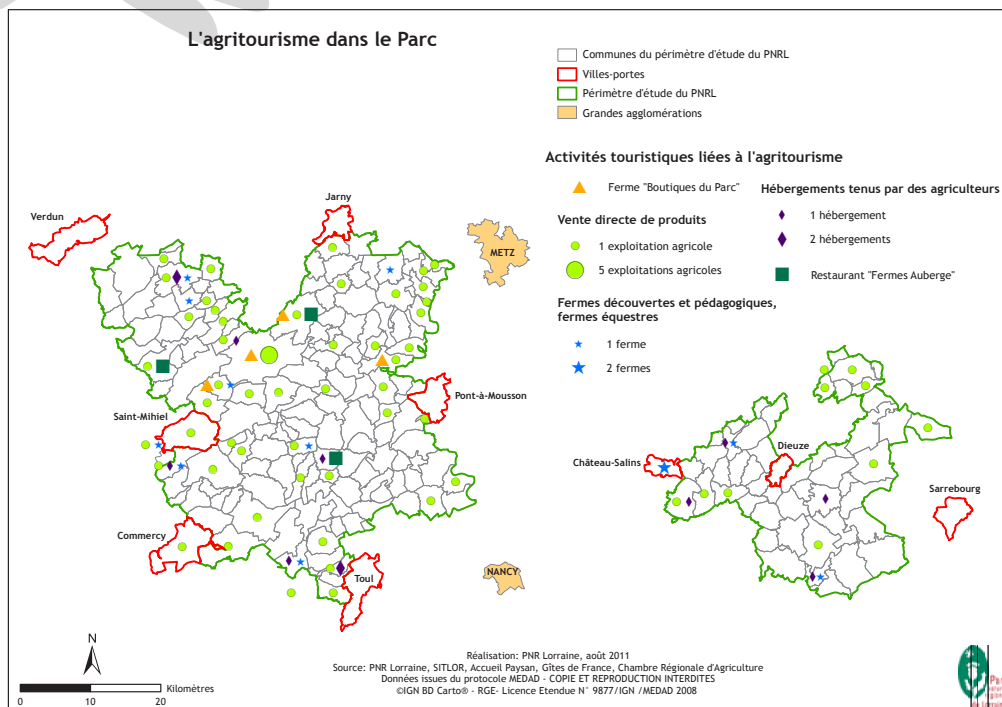 L'agritourisme dans le Parc
Communes du périmètre d'étude du PNRL
Villes-portes
Périmètre d'étude du PNRL
Grandes agglomérations
Activités touristiques liées à l'agritourisme
Ferme "Boutiques du Parc"
Vente directe de produits
1 exploitation agricole
5 exploitations agricoles
Fermes découvertes et pédagogiques,
fermes équestres
1 ferme
2 fermes
Hébergements tenus par des agriculteurs
1 hébergement
2 hébergements
Restaurant "Fermes Auberge"
Verdun
Jarny
METZ
Pont-à-Mousson
Saint-Mihiel
Château-Salins
Dieuze
Sarrebourg
Commercy
Toul
NANCY
N
Kilomètres
0 10 20
Réalisation: PNR Lorraine, août 2011
Source: PNR Lorraine, SITLOR, Accueil Paysan, Gîtes de France, Chambre Régionale d'Agriculture
Données issues du protocole MEDAD - COPIE ET REPRODUCTION INTERDITES
©IGN BD Carto® - RGE- Licence Etendue N° 9877/IGN /MEDAD 2008
de Lorraine